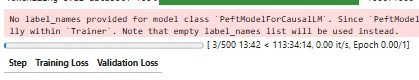 No label_names provided for model class `PeftModelForCausalLM`. Since `PeftModel
lly within `Trainer`. Note that empty label_names list will be used instead.
[ 3/500 13:42 < 113:34:14, 0.00 it/s, Epoch 0.00/1]
Step Training Loss Validation Loss